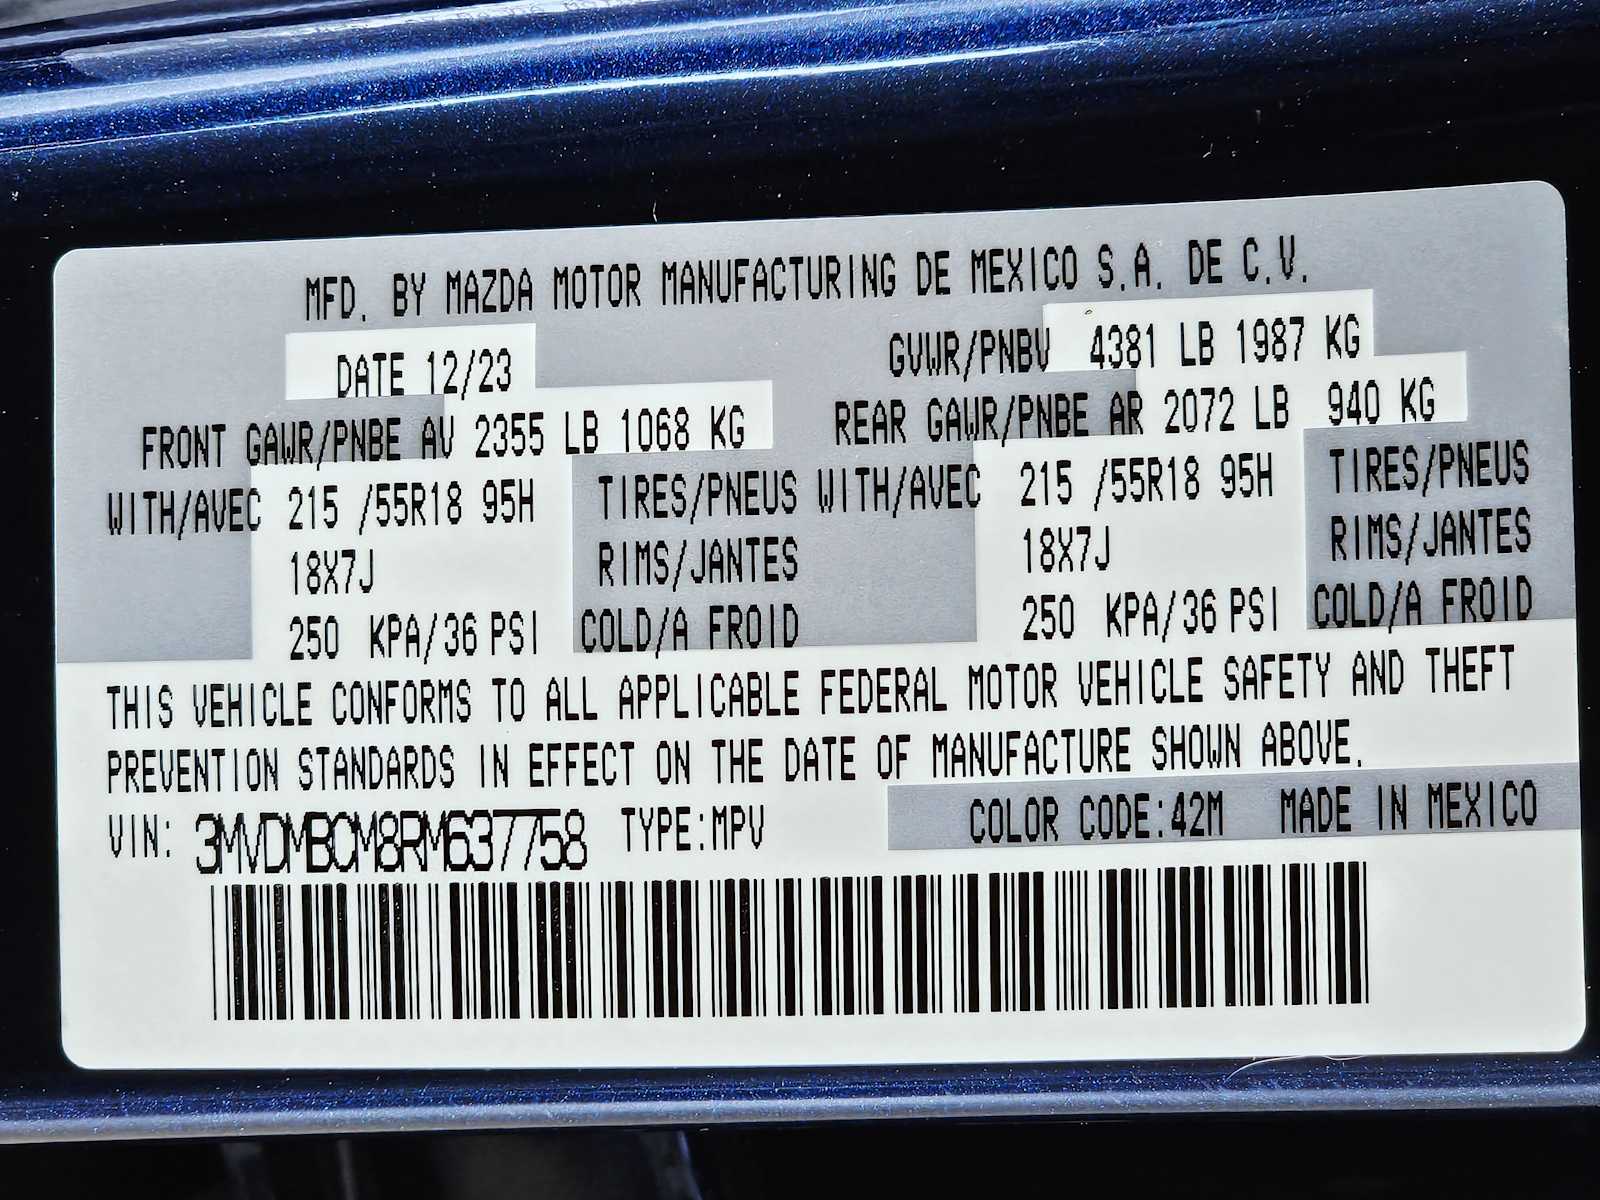 MFD. BY MAZDA MOTOR MANUFACTURING DE MEXICO S.A. DE C.V.
DATE 12/23 GVWR/PNBV 4381 LB 1987 KG
FRONT GAWR/PNBE AV 2355 LB 1068 KG REAR GAWR/PNBE AR 2072 LB 940 KG
WITH/AVEC 215 /55R18 95H TIRES/PNEUS WITH/AVEC 215 /55R18 95H TIRES/PNEUS
18X7J RIMS/JANTES 18X7J RIMS/JANTES
250 KPA/36 PSI COLD/A FROID 250 KPA/36 PSI COLD/A FROID
THIS VEHICLE CONFORMS TO ALL APPLICABLE FEDERAL MOTOR VEHICLE SAFETY AND THEFT
PREVENTION STANDARDS IN EFFECT ON THE DATE OF MANUFACTURE SHOWN ABOVE.
VIN: 3MVDMBCM8RM637758 TYPE:MPV COLOR CODE:42M MADE IN MEXICO